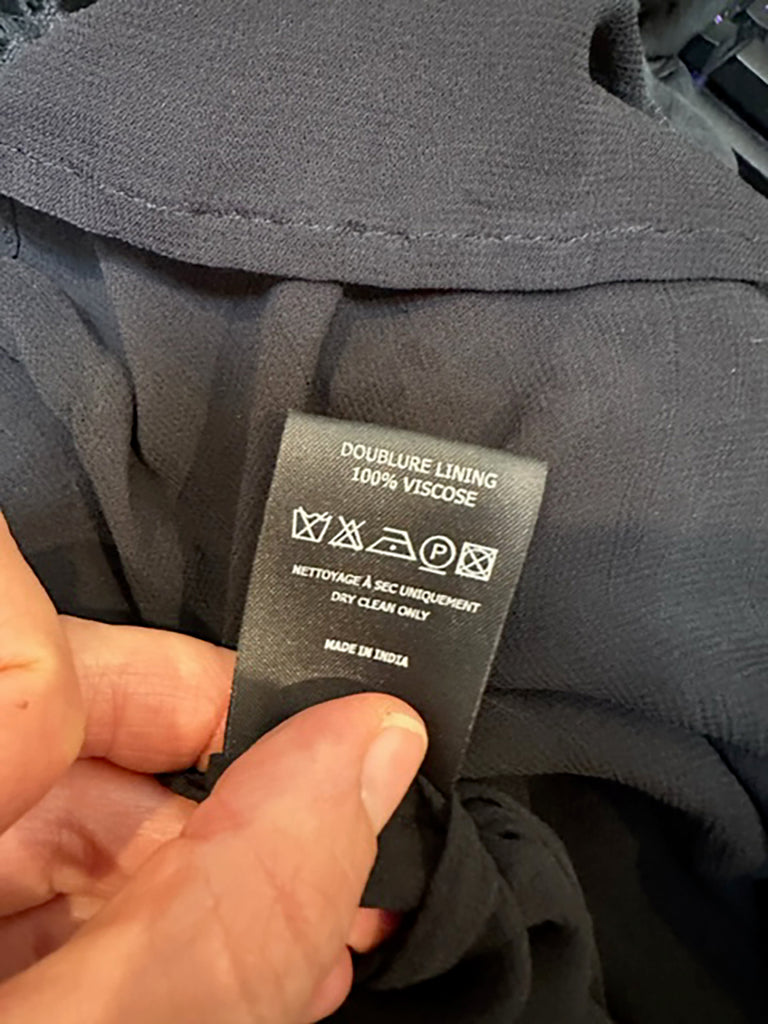 DOUBLURE LINING
100% VISCOSE
P
NETTOYAGE À SEC UNIQUEMENT
DRY CLEAN ONLY
MADE IN INDIA